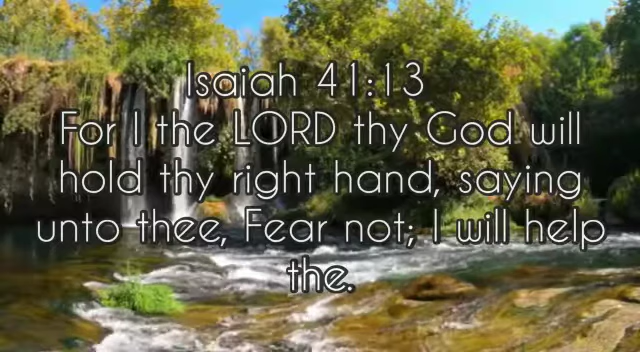 Isaiah 41:13
For I the LORD thy God will
hold thy right hand, saying
unto thee, Fear not; I will help
the.